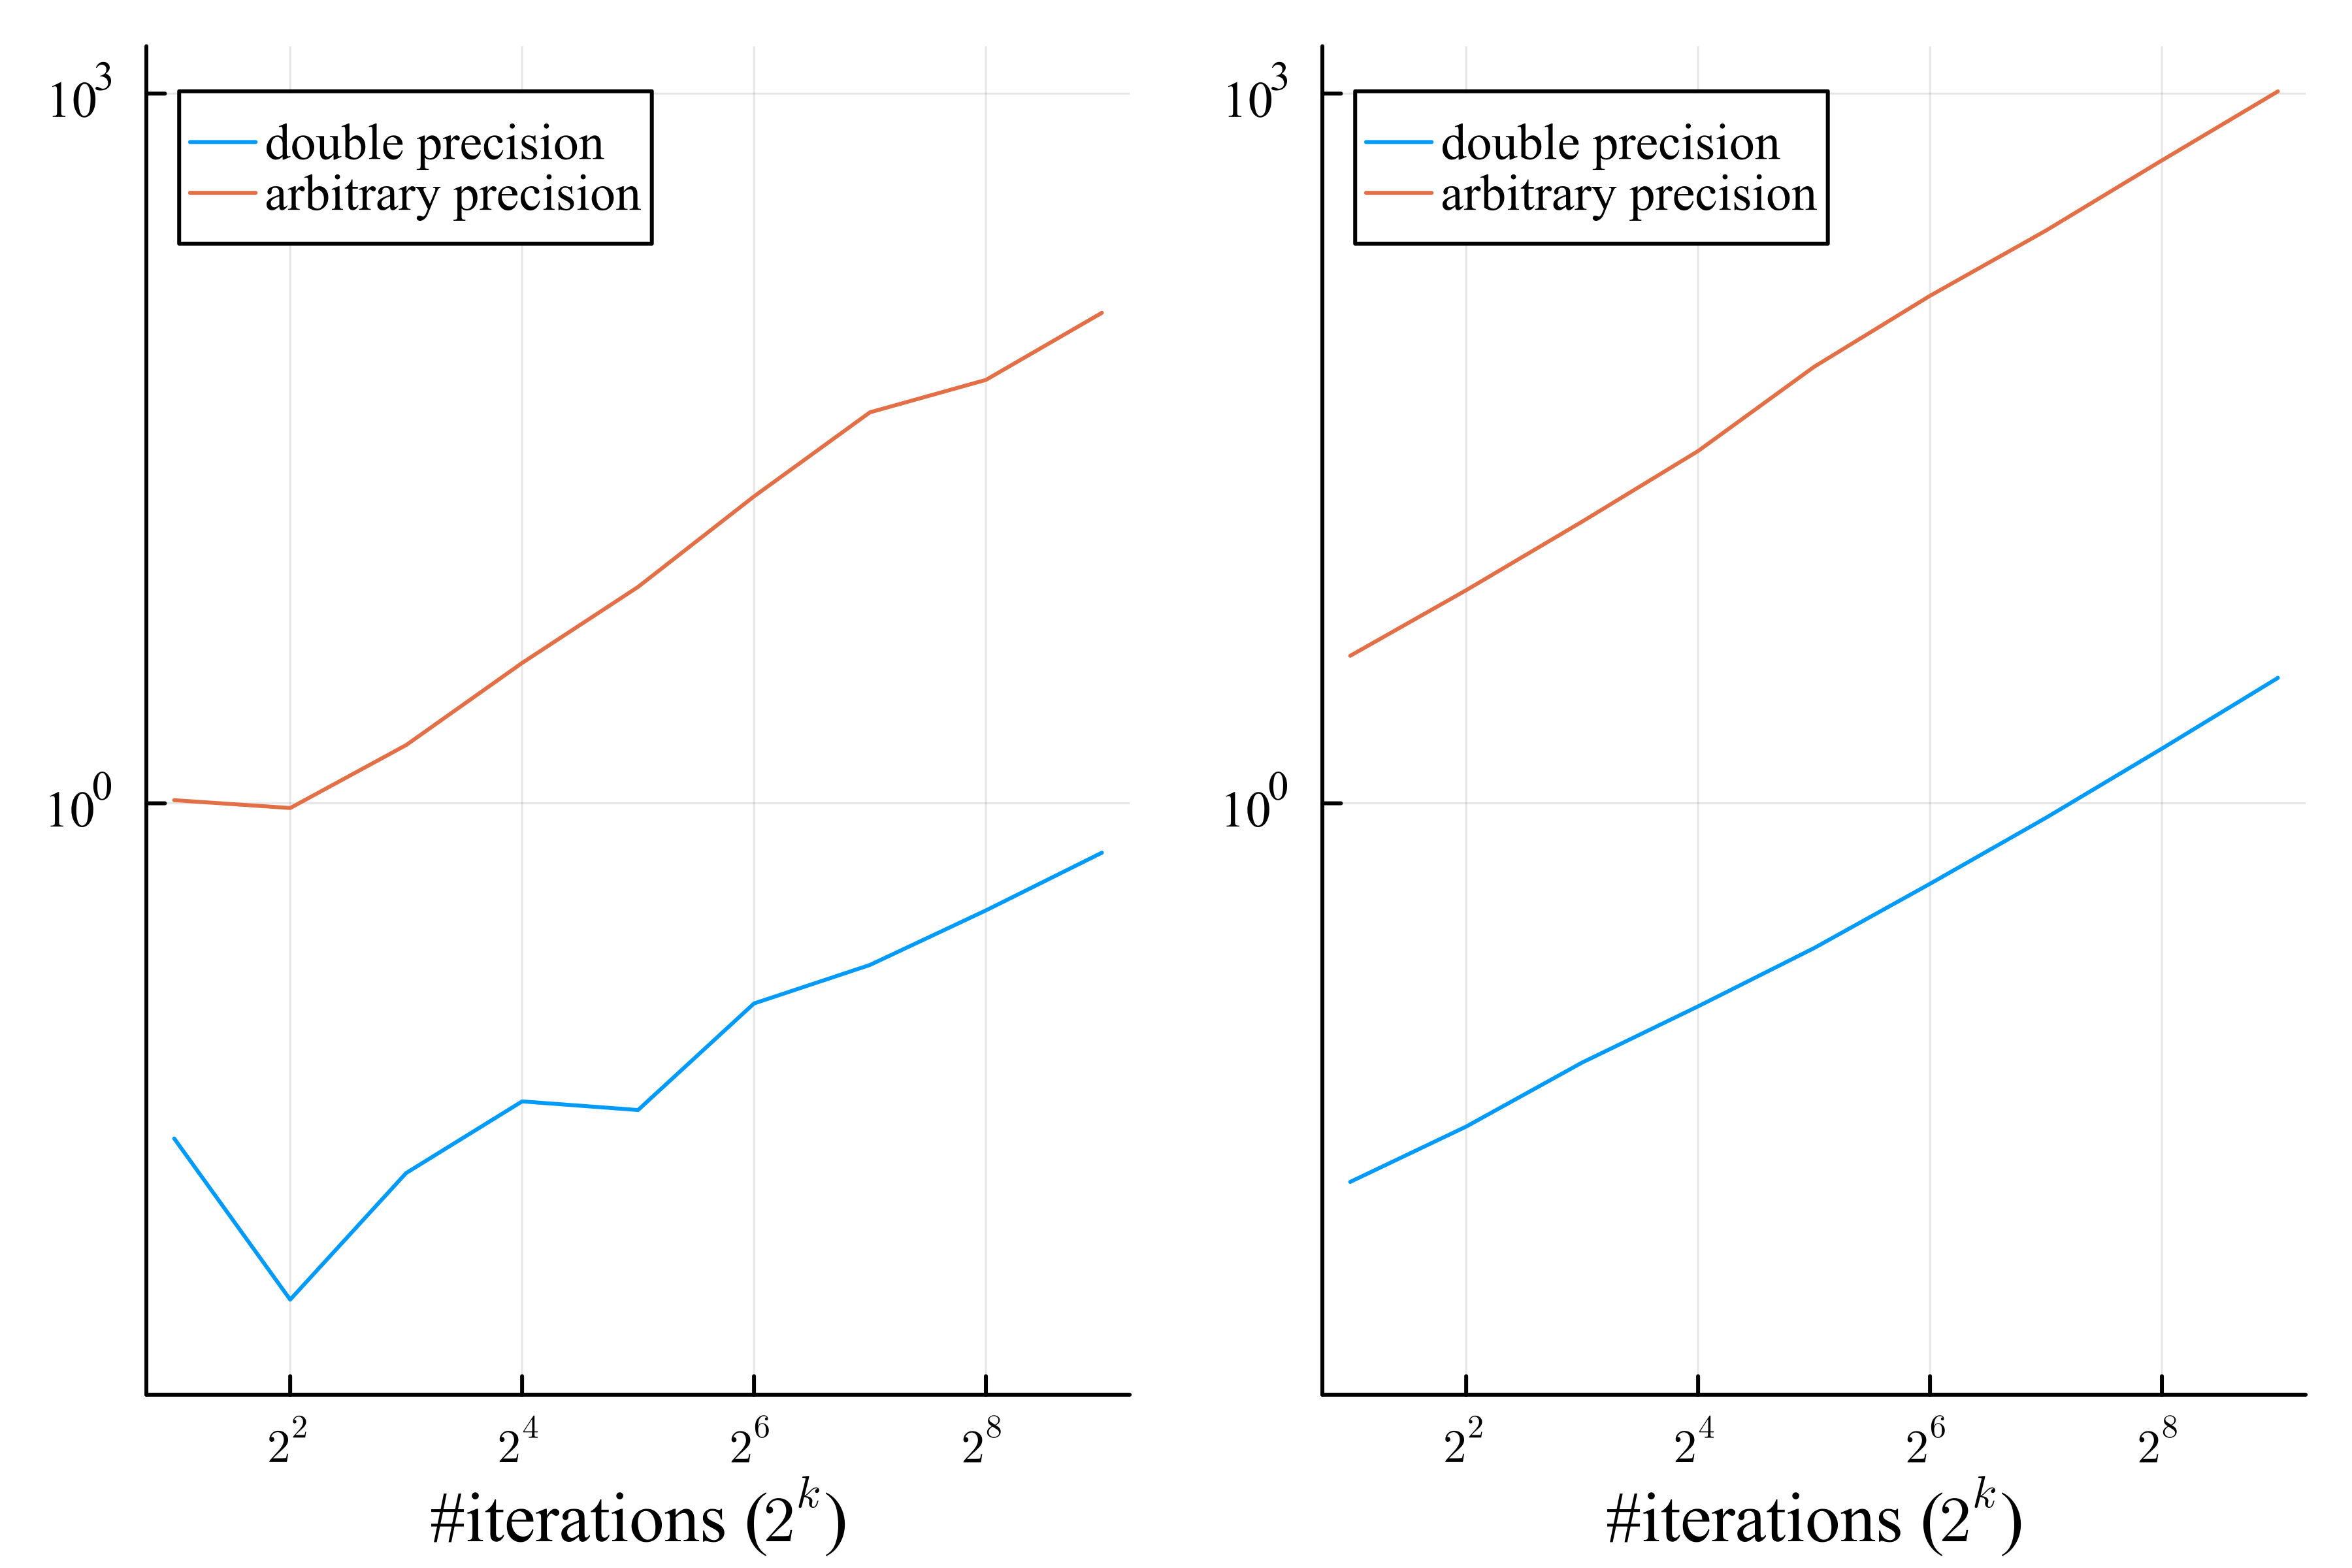 10^3
double precision
arbitrary precision
10^0
2^2 2^4 2^6 2^8
#iterations (2^k)
10^3
double precision
arbitrary precision
10^0
2^2 2^4 2^6 2^8
#iterations (2^k)